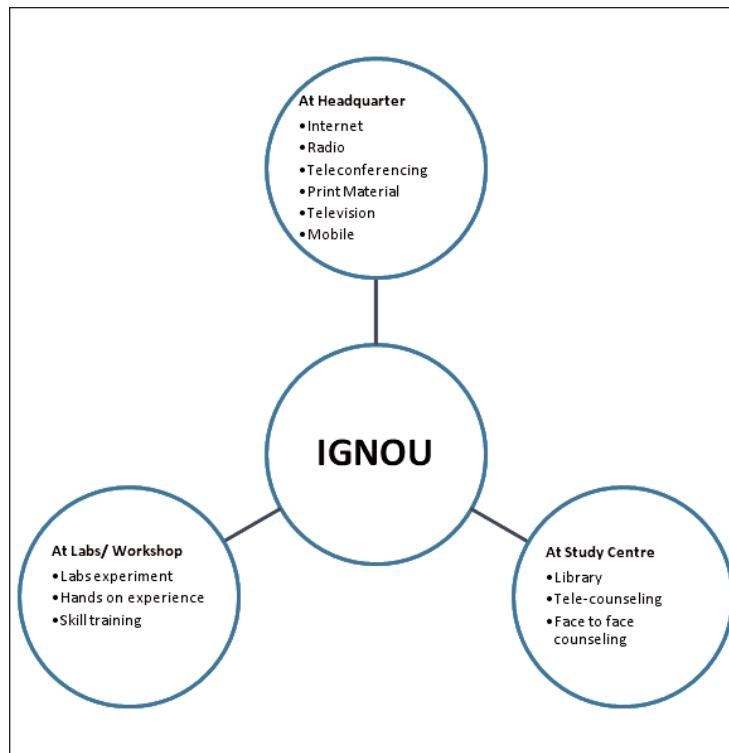 At Headquarter
•Internet
•Radio
•Teleconferencing
•Print Material
•Television
•Mobile
IGNOU
At Labs/ Workshop
•Labs experiment
•Hands on experience
•Skill training
At Study Centre
•Library
•Tele-counseling
•Face to face
counseling